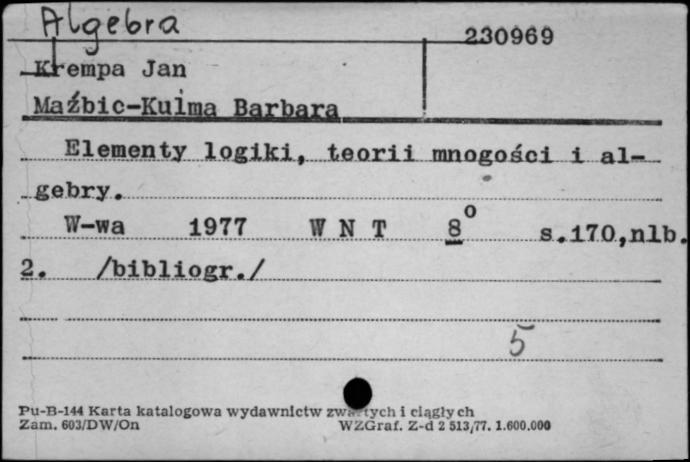 Algebra
230969
Krempa Jan
Maźbic-Kulma Barbara
Elementy logiki, teorii mnogości i al-
gebry.
W-wa 1977 W N T 8° s.170,nlb.
2. /bibliogr./
5
Pu-B-144 Karta katalogowa wydawnictw zwartych i ciągłych
Zam. 603/DW/On WZGraf. Z-d 2 513/77. 1.600.000